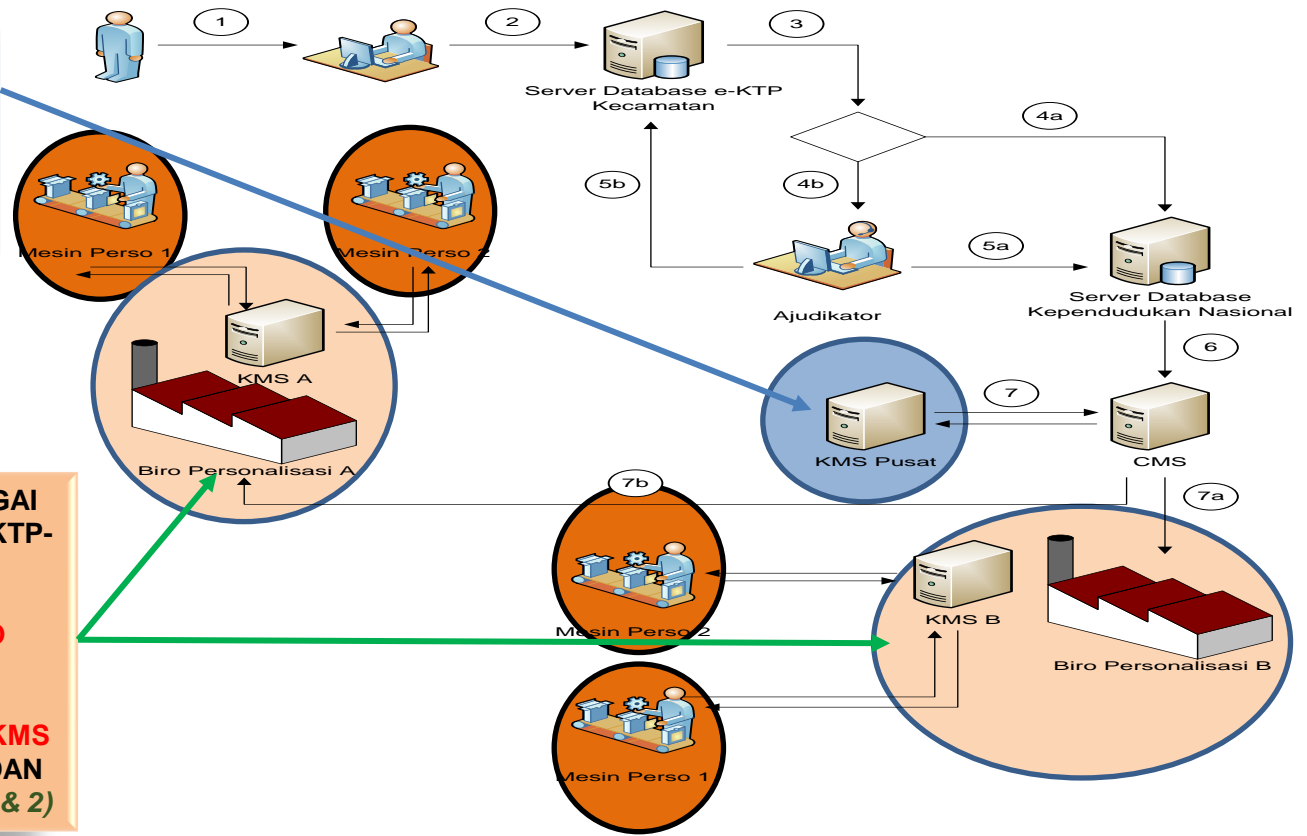 1
2
3
Server Database e-KTP
Kecamatan
4a
5b
4b
5a
Mesin Perso 1
Mesin Perso 2
Ajudikator
Server Database
Kependudukan Nasional
6
KMS A
7
KMS Pusat
CMS
Biro Personalisasi A
7b
7a
GAI
KTP-
KMS
DAN
& 2)
Mesin Perso 2
KMS B
Biro Personalisasi B
Mesin Perso 1